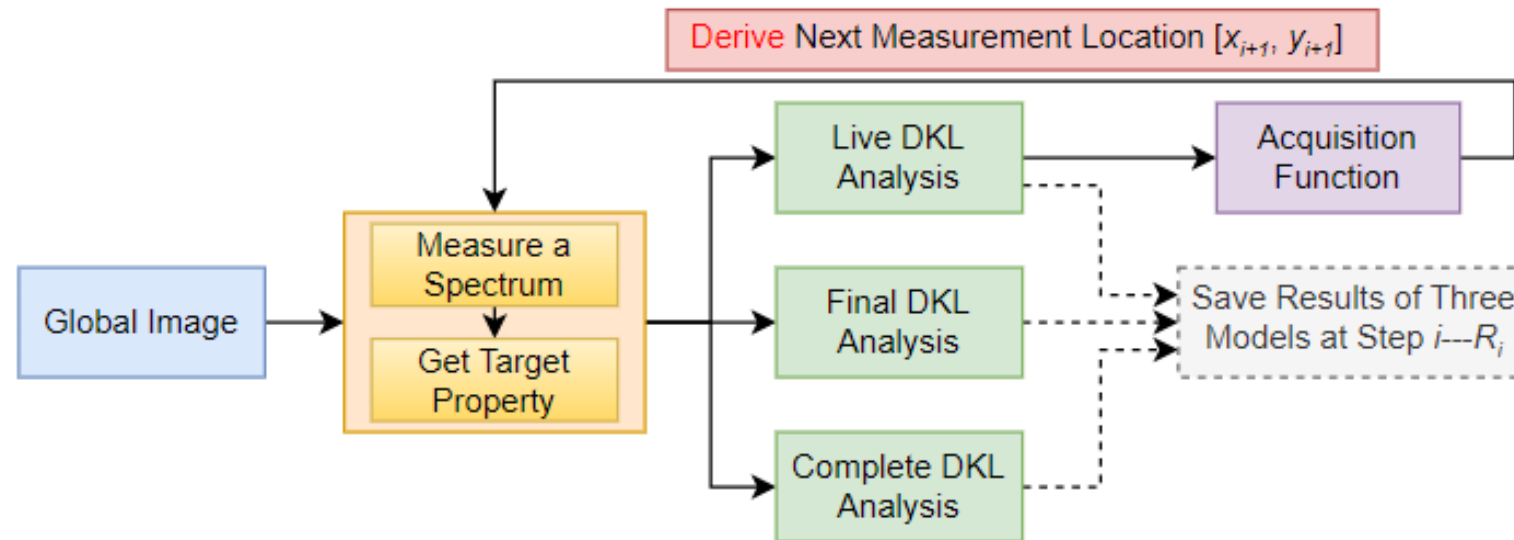 Derive Next Measurement Location [xi+1, yi+1]
Live DKL
Analysis
Acquisition
Function
Measure a
Spectrum
Global Image
Final DKL
Analysis
Save Results of Three
Models at Step i---Ri
Get Target
Property
Complete DKL
Analysis